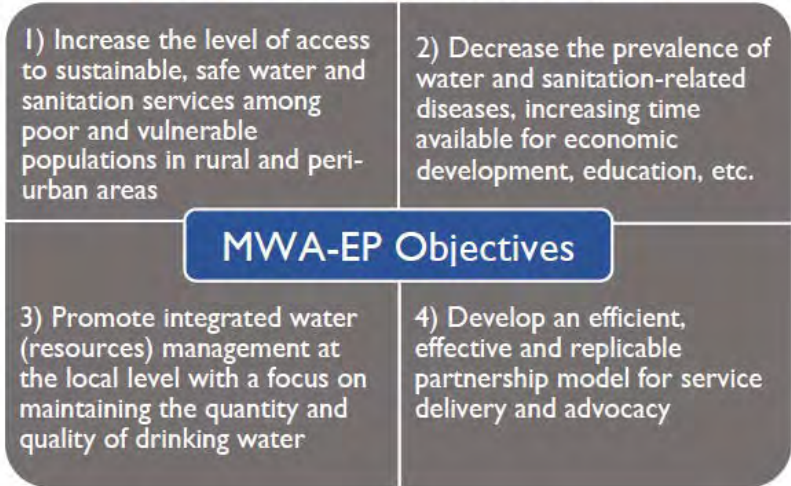 1) Increase the level of access
to sustainable, safe water and
sanitation services among
poor and vulnerable
populations in rural and peri-
urban areas
2) Decrease the prevalence of
water and sanitation-related
diseases, increasing time
available for economic
development, education, etc.
MWA-EP Objectives
3) Promote integrated water
(resources) management at
the local level with a focus on
maintaining the quantity and
quality of drinking water
4) Develop an efficient,
effective and replicable
partnership model for service
delivery and advocacy